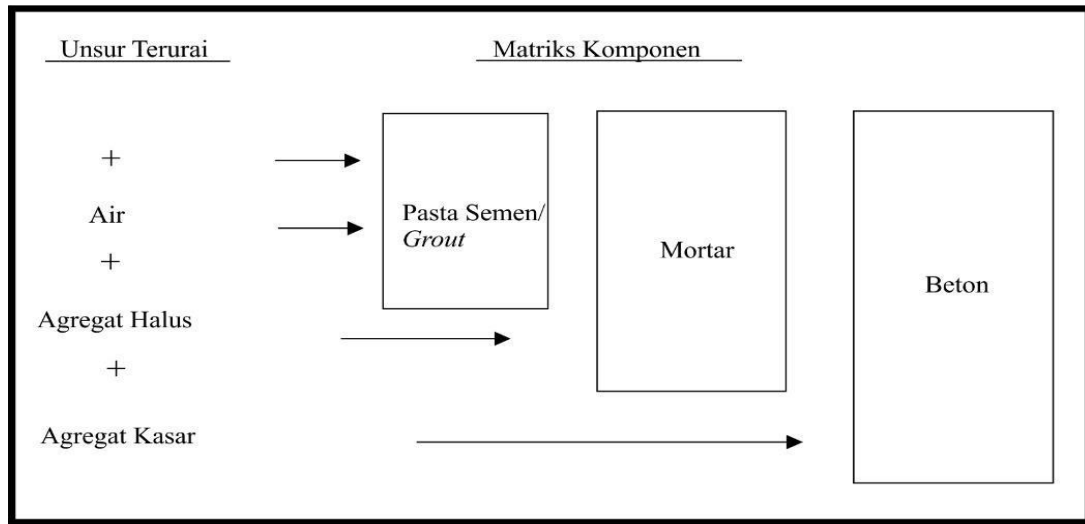 Unsur Terurai
Matriks Komponen
+
Air
+
Agregat Halus
+
Agregat Kasar
Pasta Semen/
Grout
Mortar
Beton